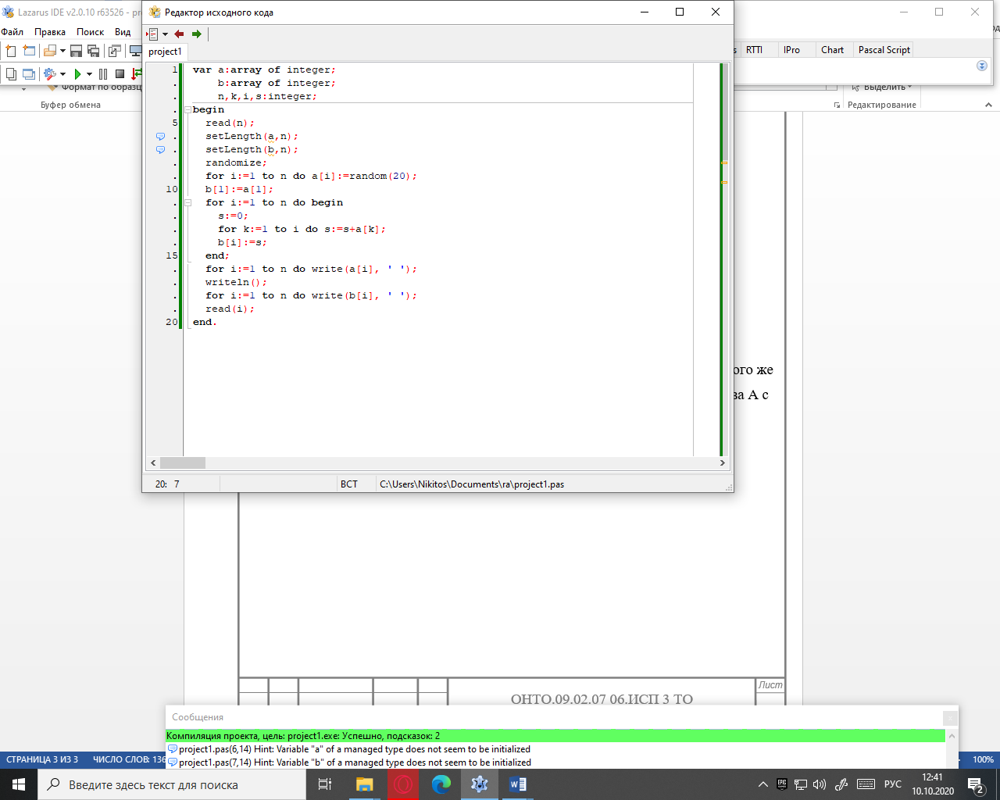 Lazarus IDE v2.0.10 r63526 - pr
Редактор исходного кода
Файл Правка Поиск Вид
project1
RTTI IPro Chart Pascal Script
Формат по образц
Буфер обмена
Выделить
Редактирование
1 var a:array of integer;
. b:array of integer;
. n,k,i,s:integer;
. begin
5 read(n);
. setLength(a,n);
. setLength(b,n);
. randomize;
. for i:=1 to n do a[i]:=random(20);
10 b[1]:=a[1];
. for i:=1 to n do begin
. s:=0;
. for k:=1 to i do s:=s+a[k];
. b[i]:=s;
15 end;
. for i:=1 to n do write(a[i], ' ');
. writeln();
. for i:=1 to n do write(b[i], ' ');
. read(i);
20 end.
ого же
ва А с
20: 7 ВСТ C:\Users\Nikitos\Documents\ra\project1.pas
Лист
ОНТО.09.02.07 06.ИСП 3 ТО
Сообщения
Компиляция проекта, цель: project1.exe: Успешно, подсказок: 2
project1.pas(6,14) Hint: Variable "a" of a managed type does not seem to be initialized
project1.pas(7,14) Hint: Variable "b" of a managed type does not seem to be initialized
СТРАНИЦА 3 ИЗ 3 ЧИСЛО СЛОВ: 136 100%
Введите здесь текст для поиска
EPIC
РУС
12:41
10.10.2020
2